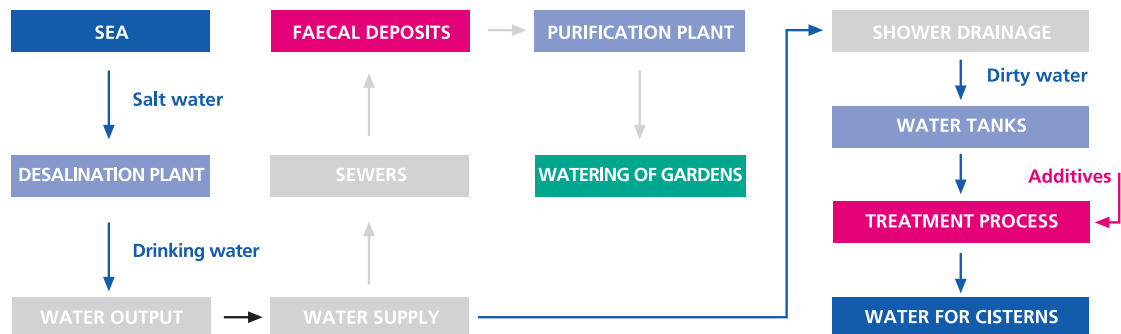 SEA
FAECAL DEPOSITS
PURIFICATION PLANT
SHOWER DRAINAGE
Salt water
Dirty water
WATER TANKS
DESALINATION PLANT
SEWERS
WATERING OF GARDENS
Additives
TREATMENT PROCESS
Drinking water
WATER OUTPUT
WATER SUPPLY
WATER FOR CISTERNS